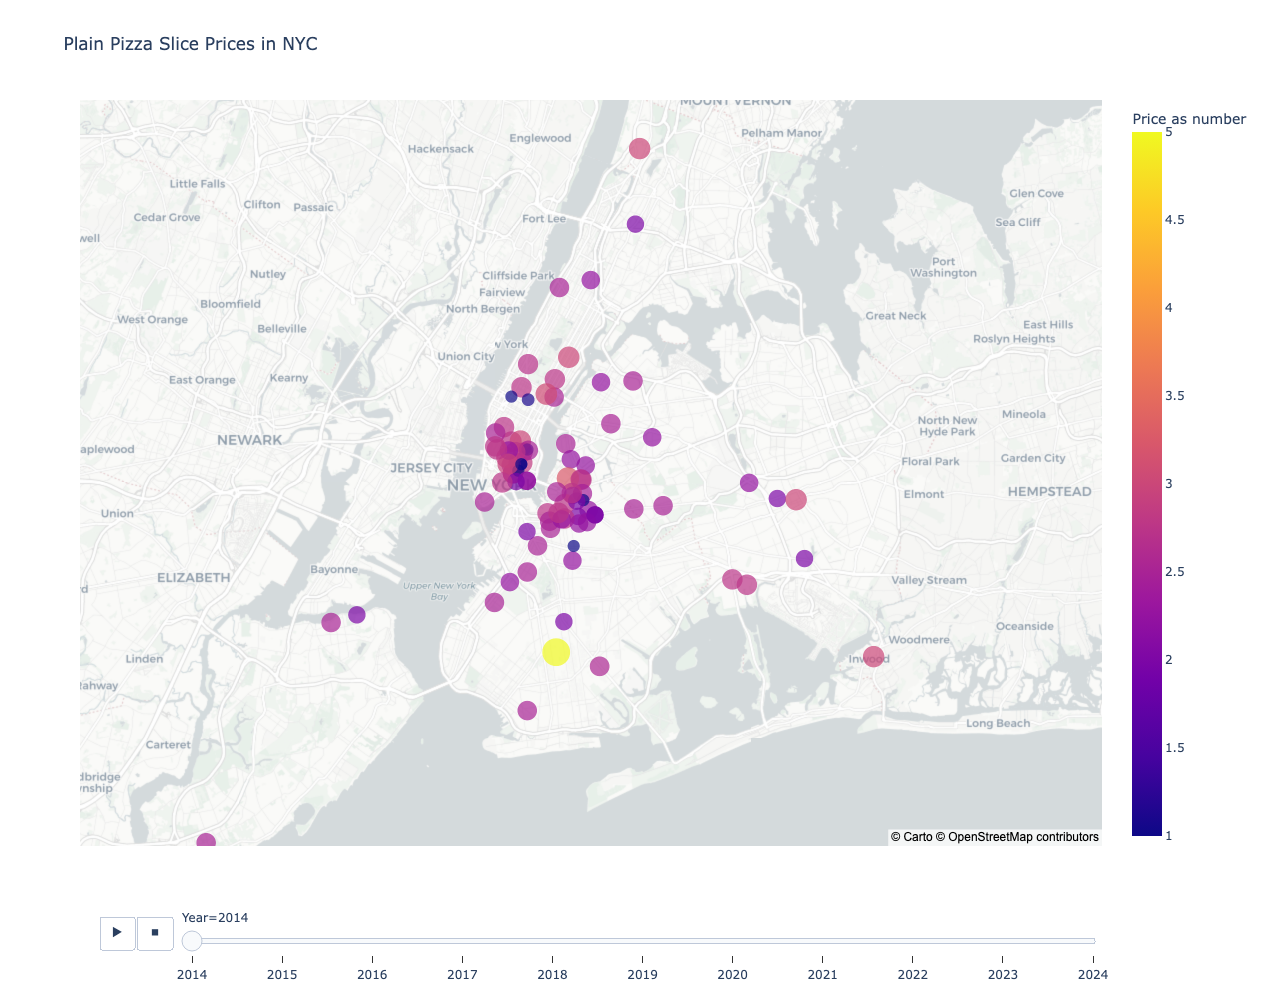 Plain Pizza Slice Prices in NYC
MOUNT VERNON
Price as number
Englewood
Pelham Manor
5
Hackensack
Little Falls
Glen Cove
Clifton
Passaic
Cedar Grove
Fort Lee
Sea Cliff
4.5
well
Port
Washington
Nutley
Cliffside Park
Fairview
Bloomfield
North Bergen
4
West Orange
Great Neck
Belleville
East Hills
Roslyn Heights
v York
Union City
East Orange
Kearny
3.5
aplewood
NEWARK
North New
Hyde Park
Mineola
JERSEY CITY
Floral Park
Garden City
3
NEW YO
Elmont
HEMPSTEAD
Union
2.5
ELIZABETH
Bayonne
Upper New York
Bay
Valley Stream
rd
Oceanside
Woodmere
Linden
Inwood
2
ahway
Long Beach
Carteret
1.5
dbridge
nship
© Carto © OpenStreetMap contributors
1
Year=2014
2014 2015 2016 2017 2018 2019 2020 2021 2022 2023 2024